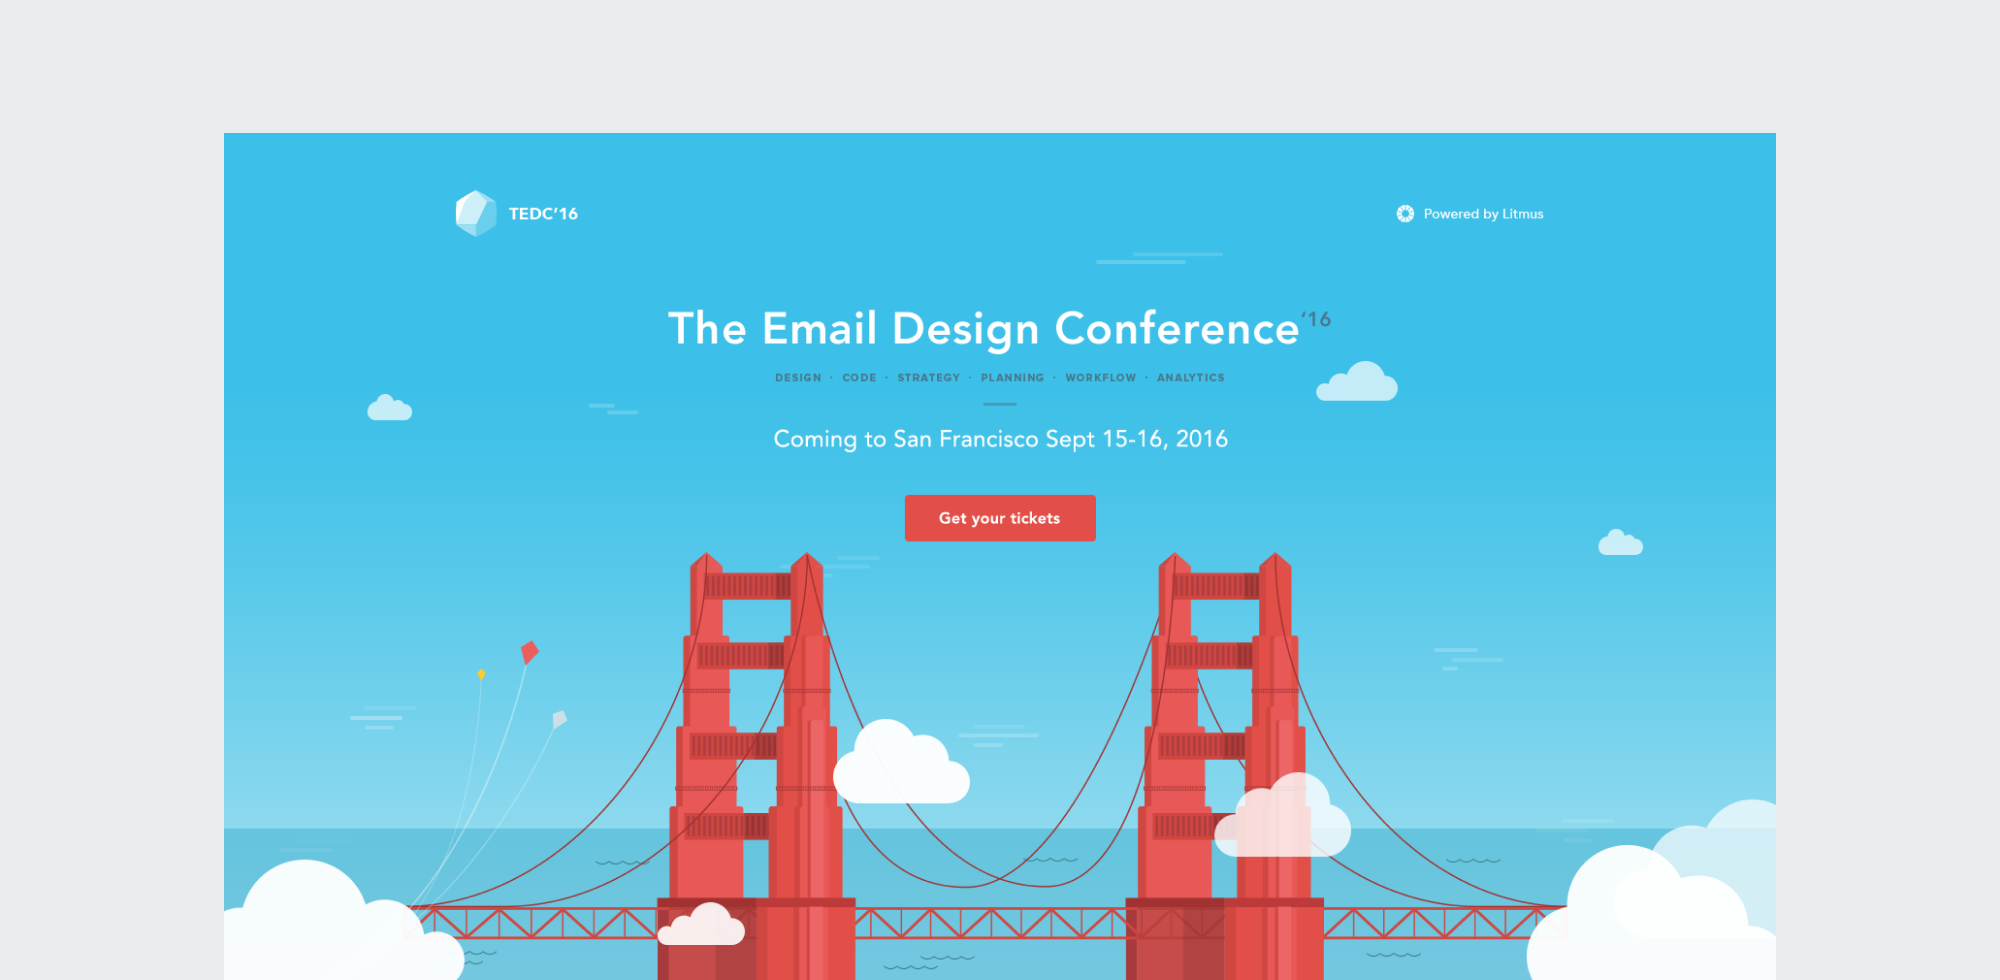 TEDC’16
Powered by Litmus
The Email Design Conference‘16
DESIGN · CODE · STRATEGY · PLANNING · WORKFLOW · ANALYTICS
Coming to San Francisco Sept 15-16, 2016
Get your tickets